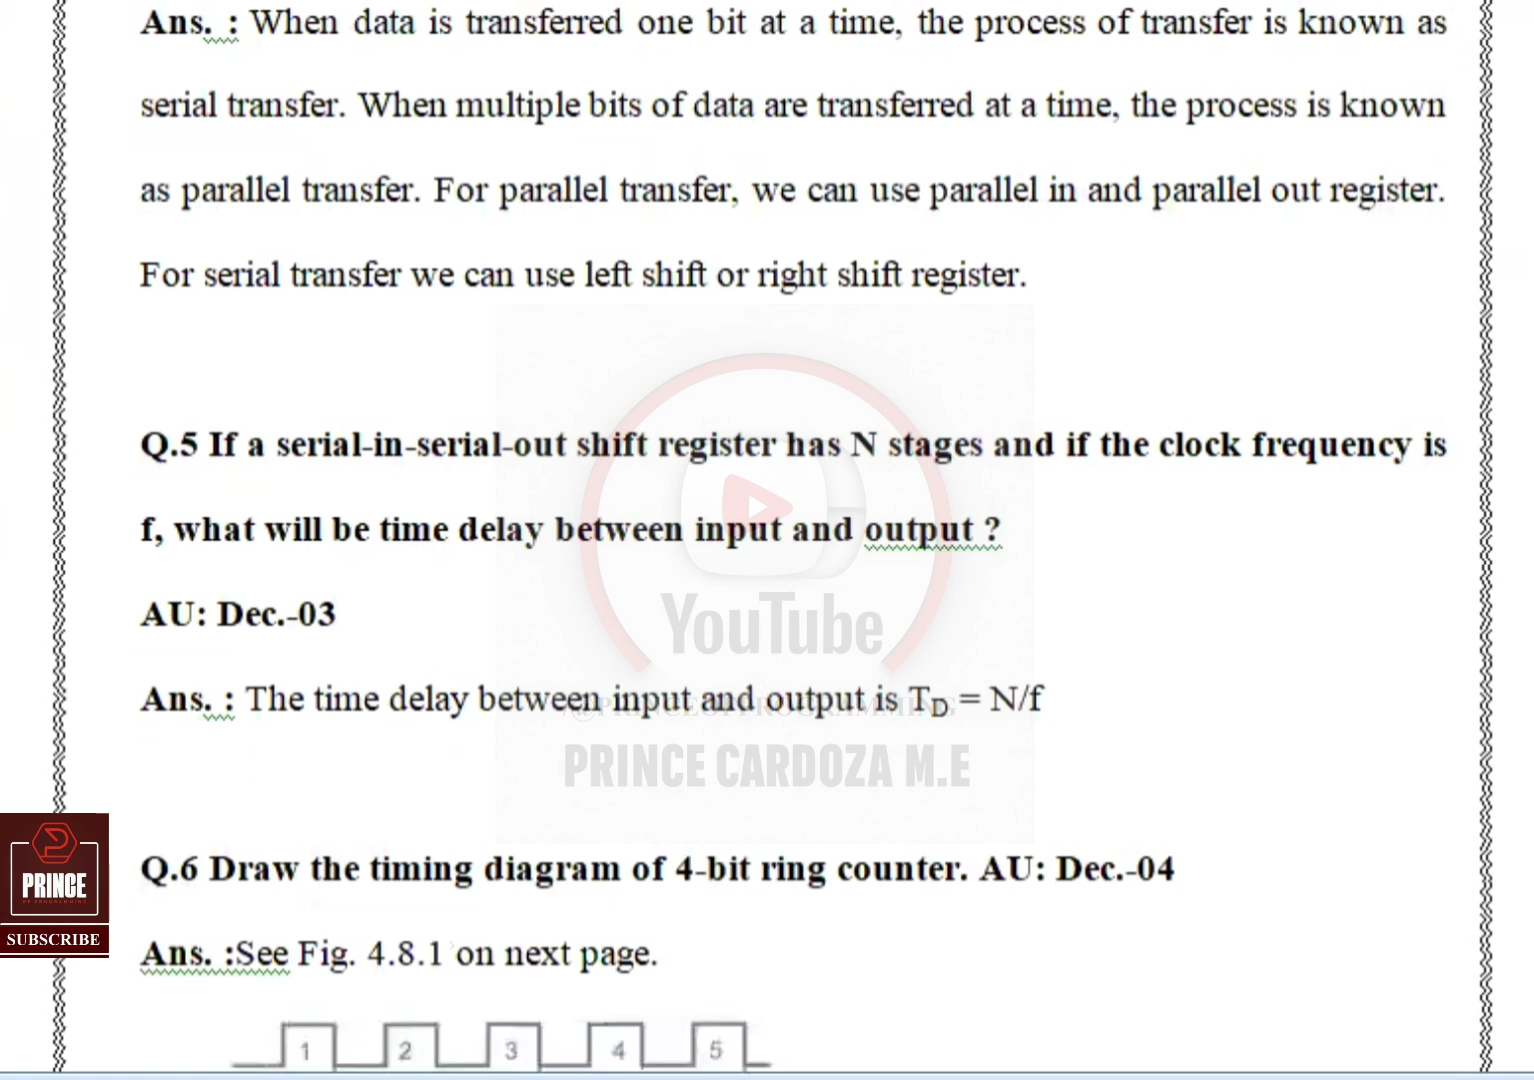 Ans. : When data is transferred one bit at a time, the process of transfer is known as
serial transfer. When multiple bits of data are transferred at a time, the process is known
as parallel transfer. For parallel transfer, we can use parallel in and parallel out register.
For serial transfer we can use left shift or right shift register.
Q.5 If a serial-in-serial-out shift register has N stages and if the clock frequency is
f, what will be time delay between input and output ?
AU: Dec.-03
YouTube
Ans. : The time delay between input and output is TD = N/f
@PRINCEOFPROGRAMMING
PRINCE CARDOZA M.E
PRINCE
OF PROGRAMMING
SUBSCRIBE
Q.6 Draw the timing diagram of 4-bit ring counter. AU: Dec.-04
Ans. :See Fig. 4.8.1 on next page.
1 2 3 4 5